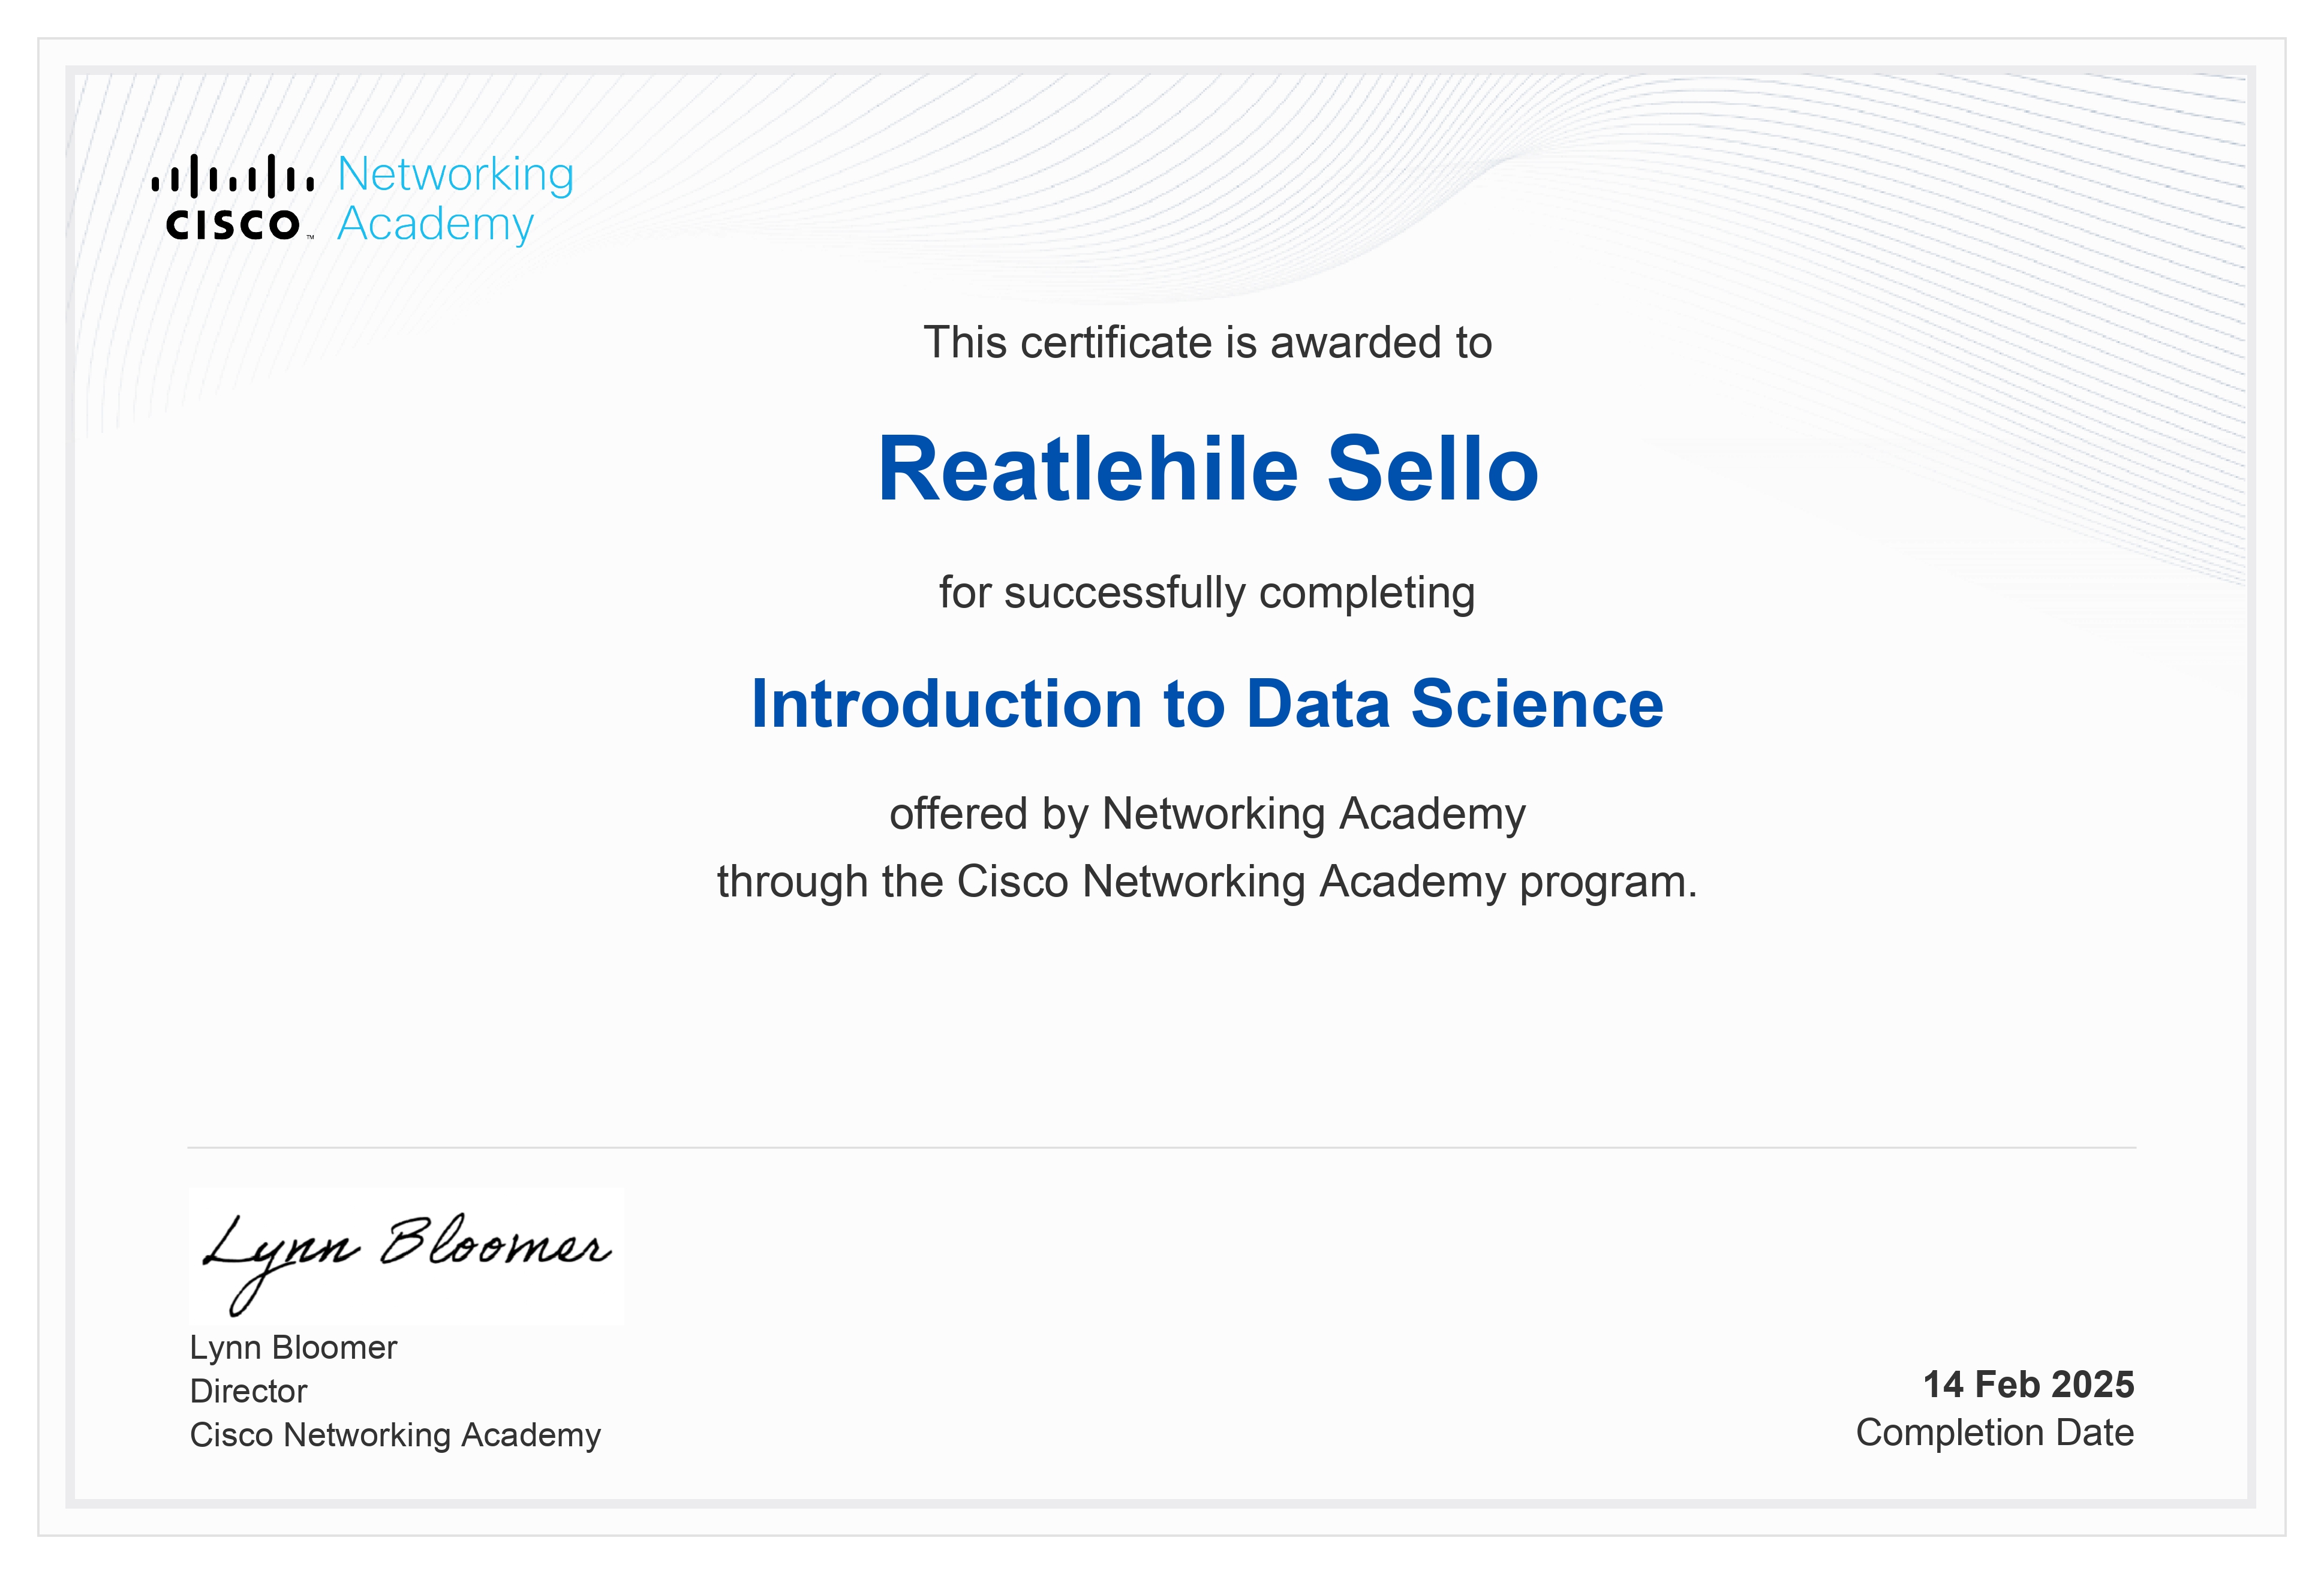 CISCO™ Networking
Academy
This certificate is awarded to
Reatlehile Sello
for successfully completing
Introduction to Data Science
offered by Networking Academy
through the Cisco Networking Academy program.
Lynn Bloomer
Lynn Bloomer
Director
Cisco Networking Academy
14 Feb 2025
Completion Date